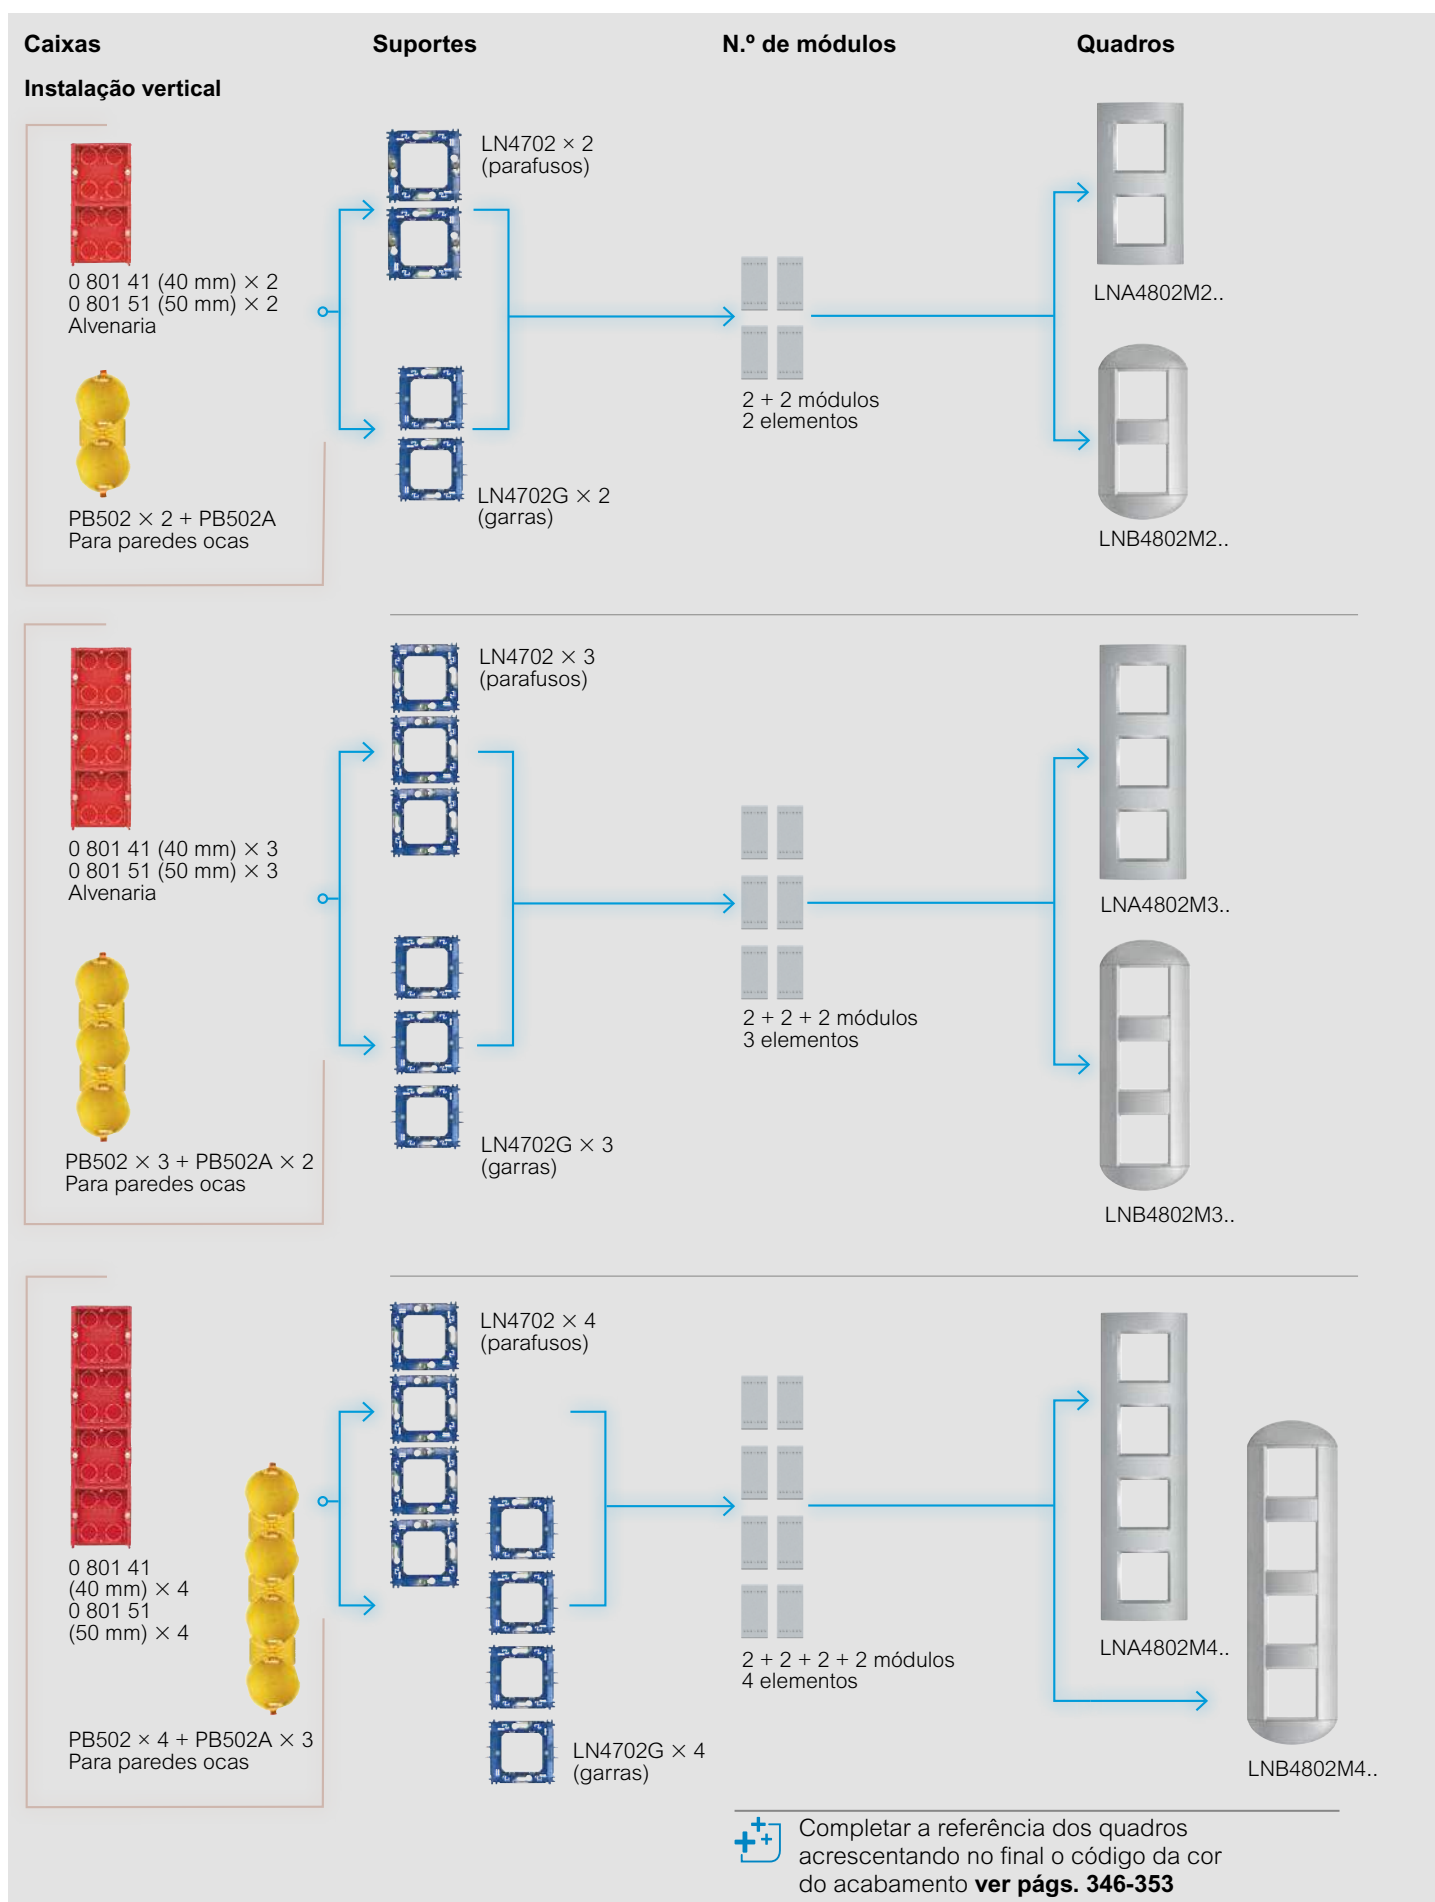 Caixas
Suportes
N.º de módulos
Quadros
Instalação vertical
LN4702 × 2
(parafusos)
0 801 41 (40 mm) × 2
0 801 51 (50 mm) × 2
Alvenaria
LNA4802M2..
2 + 2 módulos
2 elementos
LN4702G × 2
(garras)
PB502 × 2 + PB502A
Para paredes ocas
LNB4802M2..
LN4702 × 3
(parafusos)
0 801 41 (40 mm) × 3
0 801 51 (50 mm) × 3
Alvenaria
LNA4802M3..
2 + 2 + 2 módulos
3 elementos
LN4702G × 3
(garras)
PB502 × 3 + PB502A × 2
Para paredes ocas
LNB4802M3..
LN4702 × 4
(parafusos)
0 801 41
(40 mm) × 4
0 801 51
(50 mm) × 4
LNA4802M4..
2 + 2 + 2 + 2 módulos
4 elementos
PB502 × 4 + PB502A × 3
Para paredes ocas
LN4702G × 4
(garras)
LNB4802M4..
Completar a referência dos quadros
acrescentando no final o código da cor
do acabamento ver págs. 346-353